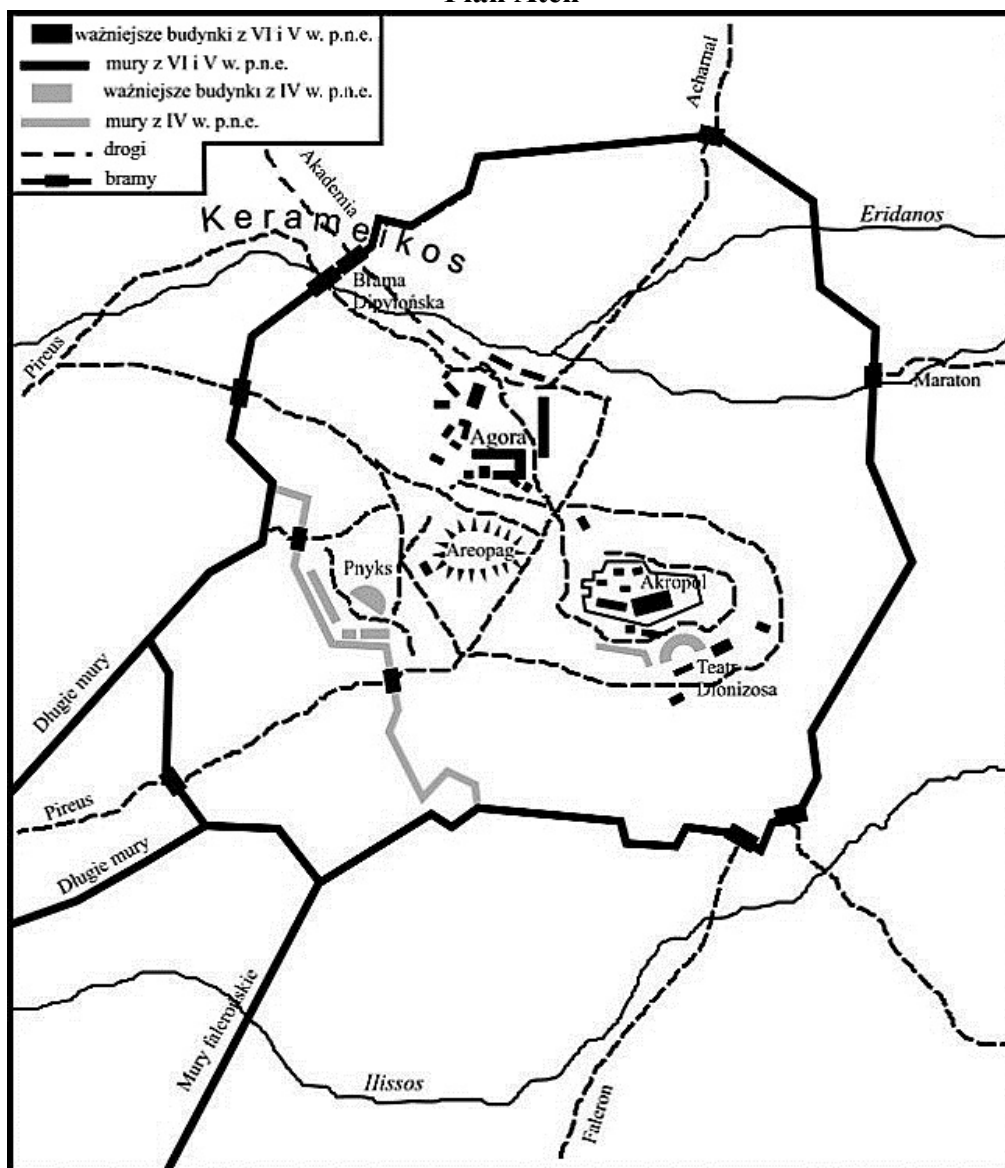 Plan Aten
ważniejsze budynki z VI i V w. p.n.e.
mury z VI i V w. p.n.e.
ważniejsze budynki z IV w. p.n.e.
mury z IV w. p.n.e.
drogi
bramy
Acharnai
Akademia
Kerameikos
Eridanos
Brama
Dipylońska
Pireus
Maraton
Agora
Areopag
Pnyks
Akropol
Teatr
Dionizosa
Długie mury
Pireus
Długie mury
Mury falerońskie
Ilissos
Faleron